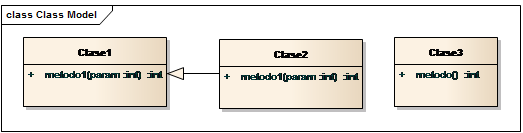 class Class Model
Clase1
+ metodo1(param :int) :int
Clase2
+ metodo1(param :int) :int
Clase3
+ metodo() :int